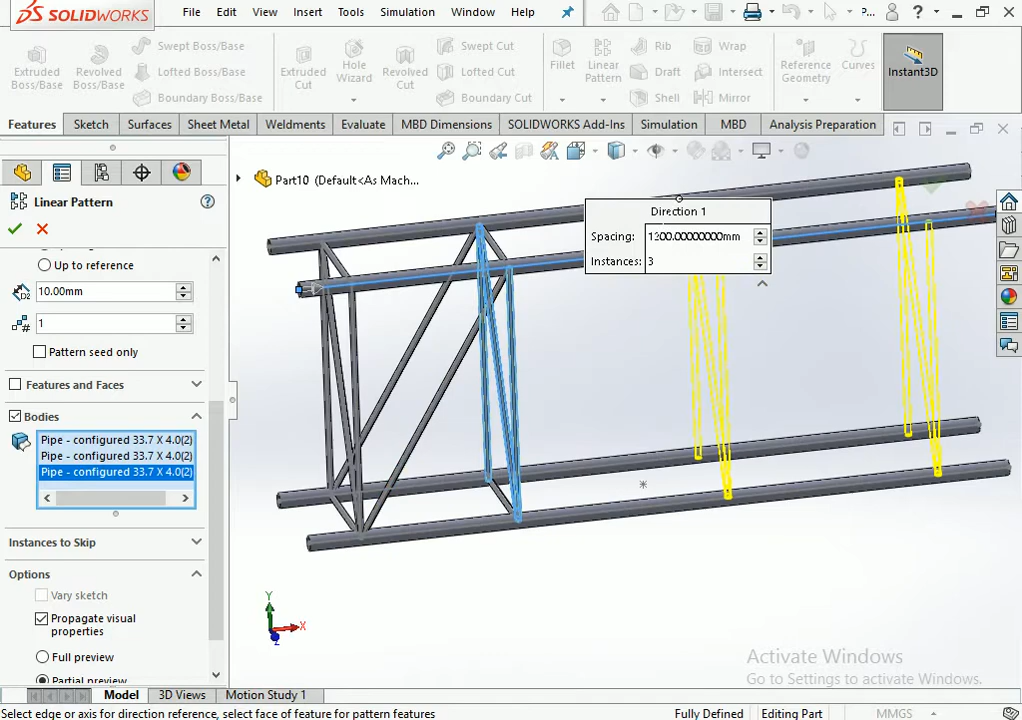 SOLIDWORKS File Edit View Insert Tools Simulation Window Help P... ?
Extruded Boss/Base
Revolved Boss/Base
Swept Boss/Base
Lofted Boss/Base
Boundary Boss/Base
Extruded Cut
Hole Wizard
Revolved Cut
Swept Cut
Lofted Cut
Boundary Cut
Fillet
Linear Pattern
Rib
Draft
Shell
Wrap
Intersect
Mirror
Reference Geometry
Curves
Instant3D
Features Sketch Surfaces Sheet Metal Weldments Evaluate MBD Dimensions SOLIDWORKS Add-Ins Simulation MBD Analysis Preparation
Part10 (Default<As Mach...
Linear Pattern
Up to reference
10.00mm
1
Pattern seed only
Features and Faces
Bodies
Pipe - configured 33.7 X 4.0(2)
Pipe - configured 33.7 X 4.0(2)
Pipe - configured 33.7 X 4.0(2)
Instances to Skip
Options
Vary sketch
Propagate visual
properties
Full preview
Partial preview
Direction 1
Spacing: 1200.00000000mm
Instances: 3
Y
X
Z
Activate Windows
Go to Settings to activate Windows.
Model 3D Views Motion Study 1
Select edge or axis for direction reference, select face of feature for pattern features Fully Defined Editing Part MMGS